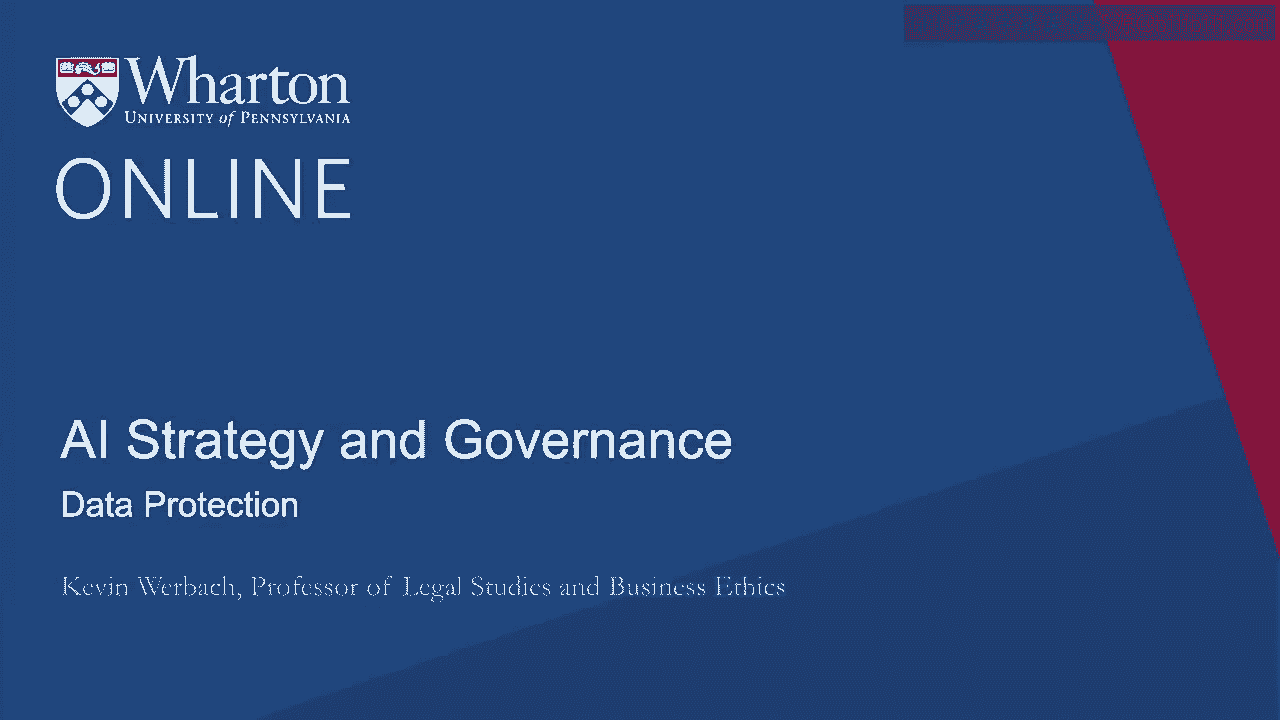 Wharton
UNIVERSITY of PENNSYLVANIA
ONLINE
AI Strategy and Governance
Data Protection
Kevin Werbach, Professor of Legal Studies and Business Ethics